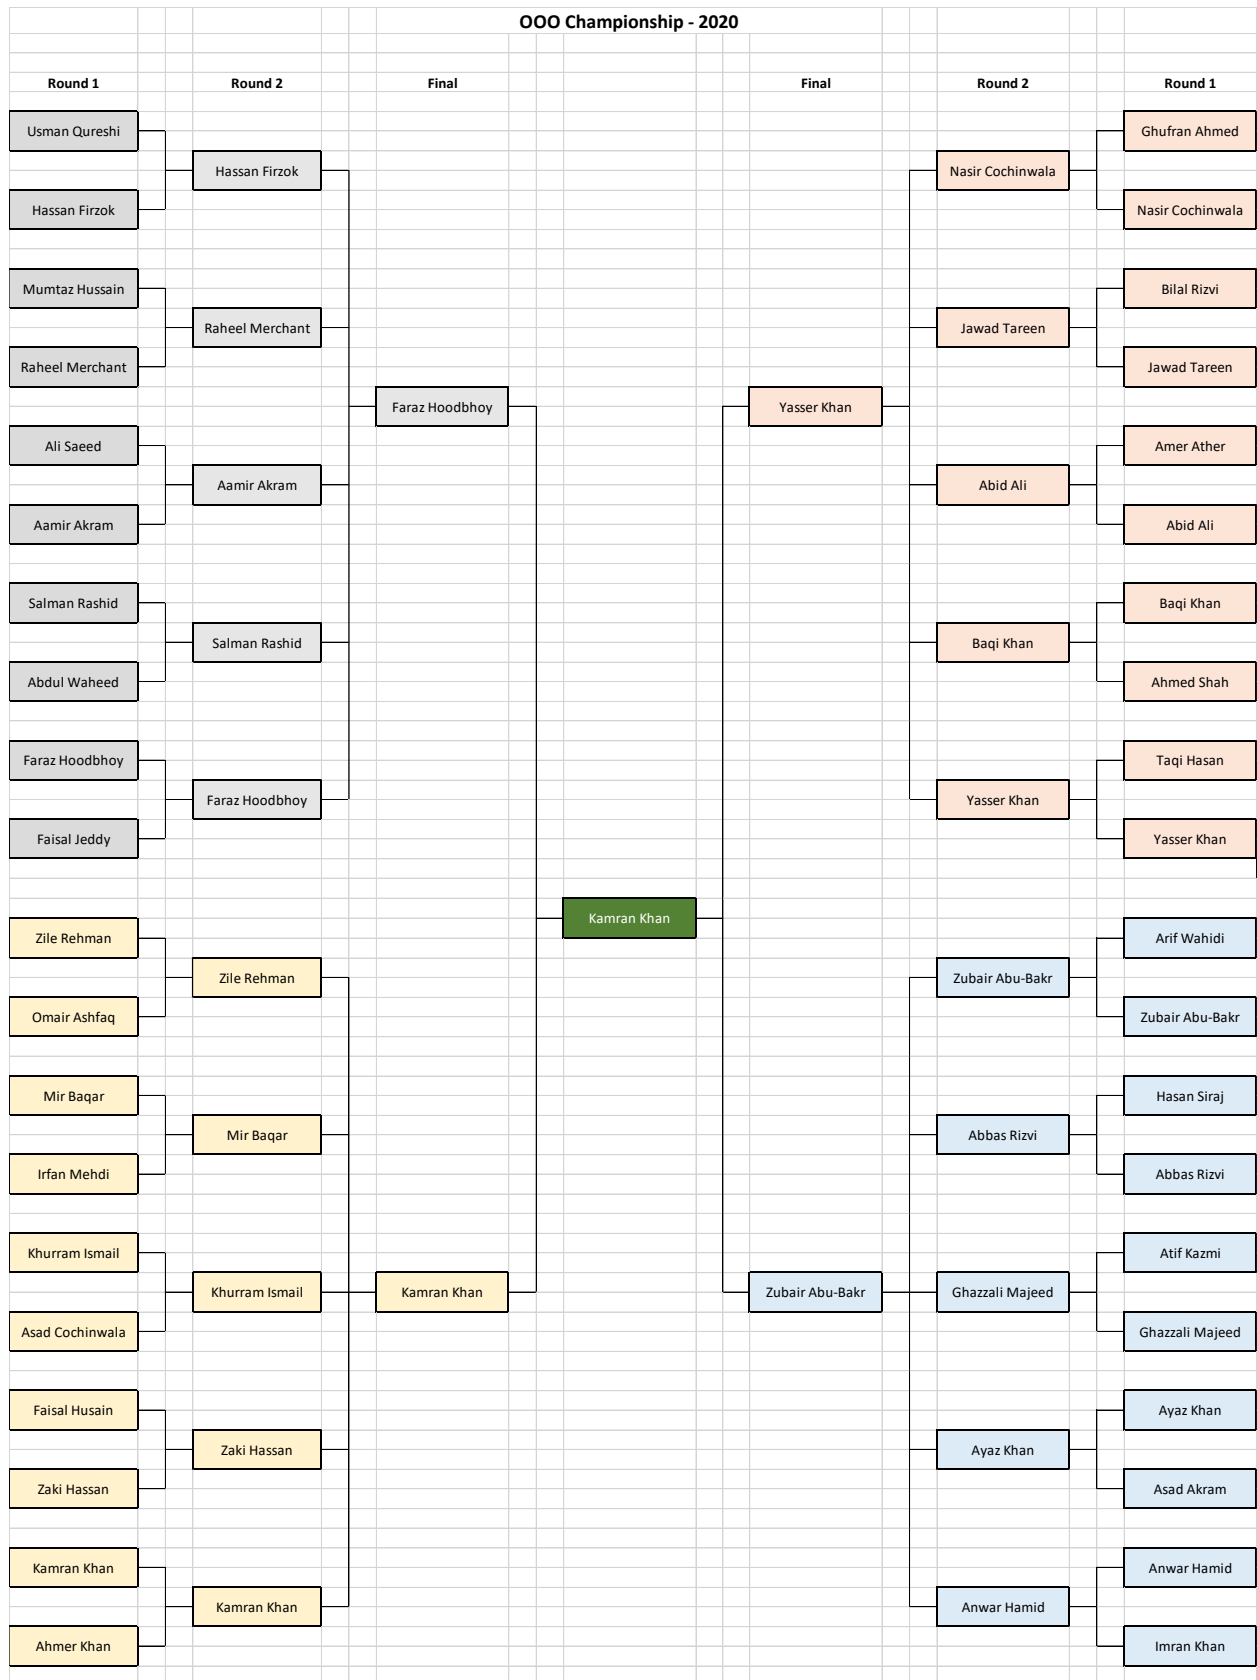 OOO Championship - 2020
Round 1
Round 2
Final
Final
Round 2
Round 1
Usman Qureshi
Ghufran Ahmed
Hassan Firzok
Nasir Cochinwala
Hassan Firzok
Nasir Cochinwala
Mumtaz Hussain
Bilal Rizvi
Raheel Merchant
Jawad Tareen
Raheel Merchant
Jawad Tareen
Faraz Hoodbhoy
Yasser Khan
Ali Saeed
Amer Ather
Aamir Akram
Abid Ali
Aamir Akram
Abid Ali
Salman Rashid
Baqi Khan
Salman Rashid
Baqi Khan
Abdul Waheed
Ahmed Shah
Faraz Hoodbhoy
Taqi Hasan
Faraz Hoodbhoy
Yasser Khan
Faisal Jeddy
Yasser Khan
Kamran Khan
Zile Rehman
Arif Wahidi
Zile Rehman
Zubair Abu-Bakr
Omair Ashfaq
Zubair Abu-Bakr
Mir Baqar
Hasan Siraj
Mir Baqar
Abbas Rizvi
Irfan Mehdi
Abbas Rizvi
Khurram Ismail
Atif Kazmi
Khurram Ismail
Kamran Khan
Zubair Abu-Bakr
Ghazzali Majeed
Asad Cochinwala
Ghazzali Majeed
Faisal Husain
Ayaz Khan
Zaki Hassan
Ayaz Khan
Zaki Hassan
Asad Akram
Kamran Khan
Anwar Hamid
Kamran Khan
Anwar Hamid
Ahmer Khan
Imran Khan